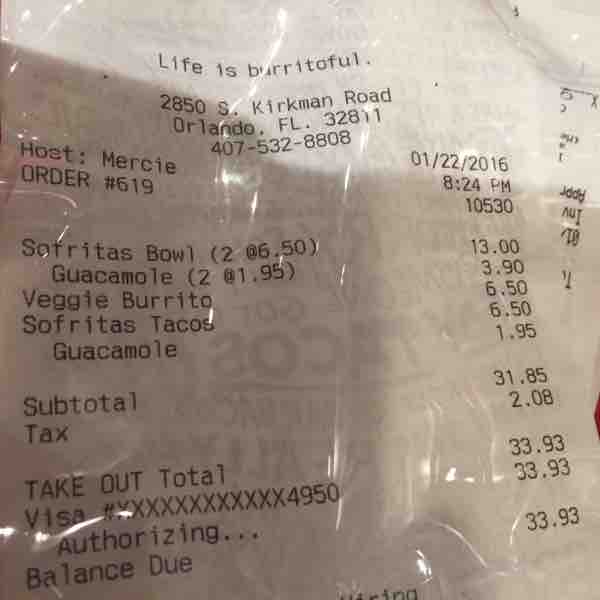 Life is burritoful.
2850 S. Kirkman Road
Orlando, FL. 32811
407-532-8808
Host: Mercie 01/22/2016
ORDER #619 8:24 PM
10530
Sofritas Bowl (2 @6.50) 13.00
Guacamole (2 @1.95) 3.90
Veggie Burrito 6.50
Sofritas Tacos 6.50
Guacamole 1.95
Subtotal 31.85
Tax 2.08
TAKE OUT Total 33.93
Visa #XXXXXXXXXXXX4950 33.93
Authorizing...
Balance Due 33.93
Hiring
Appr
Inv